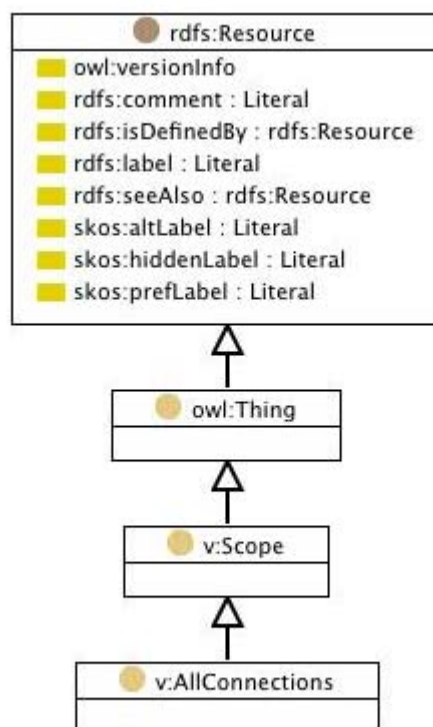 rdfs:Resource
owl:versionInfo
rdfs:comment : Literal
rdfs:isDefinedBy : rdfs:Resource
rdfs:label : Literal
rdfs:seeAlso : rdfs:Resource
skos:altLabel : Literal
skos:hiddenLabel : Literal
skos:prefLabel : Literal
owl:Thing
v:Scope
v:AllConnections